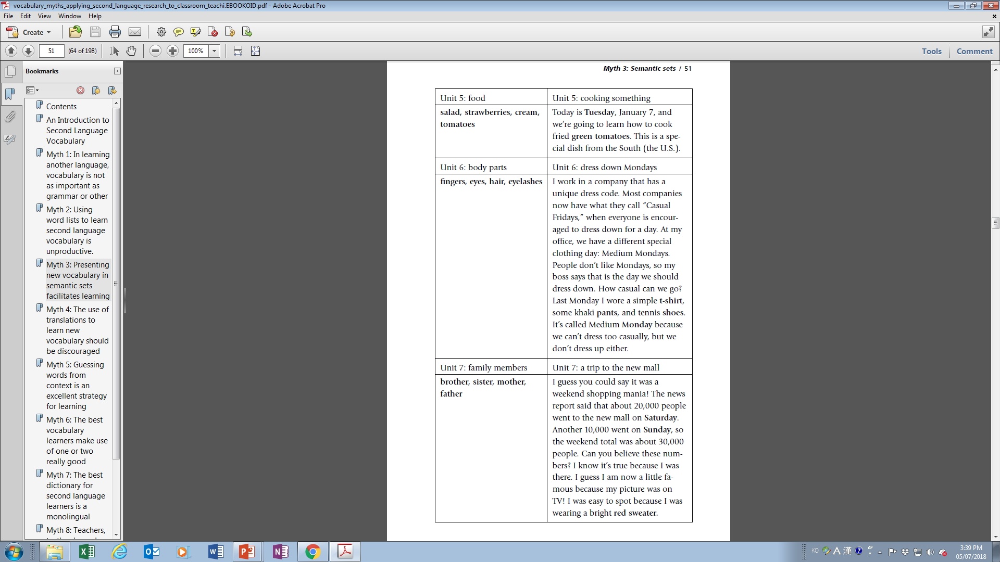 vocabulary_myths_applying_second_language_research_to_classroom_teachi.EBOOKOID.pdf - Adobe Acrobat Pro
File Edit View Window Help
Create
51 (64 of 198) 100% Tools Comment
Bookmarks
Contents
An Introduction to
Second Language
Vocabulary
Myth 1: In learning
another language,
vocabulary is not
as important as
grammar or other
Myth 2: Using
word lists to learn
second language
vocabulary is
unproductive.
Myth 3: Presenting
new vocabulary in
semantic sets
facilitates learning
Myth 4: The use of
translations to
learn new
vocabulary should
be discouraged
Myth 5: Guessing
words from
context is an
excellent strategy
for learning
Myth 6: The best
vocabulary
learners make use
of one or two
really good
Myth 7: The best
dictionary for
second language
learners is a
monolingual
Myth 8: Teachers,
Myth 3: Semantic sets / 51
Unit 5: food
Unit 5: cooking something
salad, strawberries, cream,
tomatoes
Today is Tuesday, January 7, and
we're going to learn how to cook
fried green tomatoes. This is a spe-
cial dish from the South (the U.S.).
Unit 6: body parts
Unit 6: dress down Mondays
fingers, eyes, hair, eyelashes
I work in a company that has a
unique dress code. Most companies
now have what they call “Casual
Fridays,” when everyone is encour-
aged to dress down for a day. At my
office, we have a different special
clothing day: Medium Mondays.
People don't like Mondays, so my
boss says that is the day we should
dress down. How casual can we go?
Last Monday I wore a simple t-shirt,
some khaki pants, and tennis shoes.
It's called Medium Monday because
we can't dress too casually, but we
don't dress up either.
Unit 7: family members
Unit 7: a trip to the new mall
brother, sister, mother,
father
I guess you could say it was a
weekend shopping mania! The news
report said that about 20,000 people
went to the new mall on Saturday.
Another 10,000 went on Sunday, so
the weekend total was about 30,000
people. Can you believe these num-
bers? I know it's true because I was
there. I guess I am now a little fa-
mous because my picture was on
TV! I was easy to spot because I was
wearing a bright red sweater.
KO A 漢
3:39 PM
05/07/2018